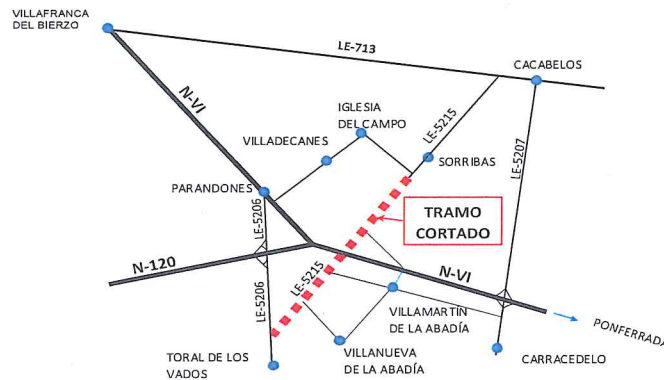 VILLAFRANCA
DEL BIERZO
LE-713
CACABELOS
N-VI
IGLESIA
DEL CAMPO
LE-5215
VILLADECANES
SORRIBAS
LE-5207
PARANDONES
LE-5206
TRAMO
CORTADO
N-120
LE-5215
N-VI
LE-5206
VILLAMARTÍN
DE LA ABADÍA
PONFERRADA
TORAL DE LOS
VADOS
VILLANUEVA
DE LA ABADÍA
CARRACEDELO